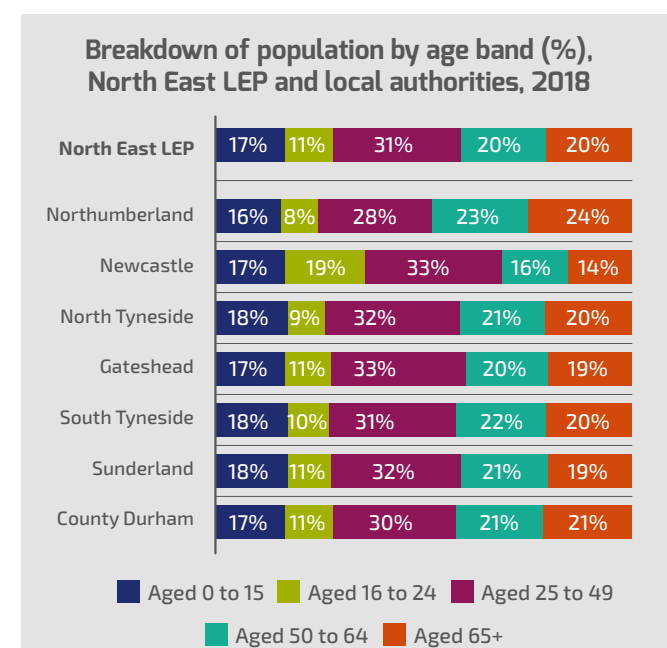 Breakdown of population by age band (%),
North East LEP and local authorities, 2018
North East LEP 17% 11% 31% 20% 20%
Northumberland 16% 8% 28% 23% 24%
Newcastle 17% 19% 33% 16% 14%
North Tyneside 18% 9% 32% 21% 20%
Gateshead 17% 11% 33% 20% 19%
South Tyneside 18% 10% 31% 22% 20%
Sunderland 18% 11% 32% 21% 19%
County Durham 17% 11% 30% 21% 21%
Aged 0 to 15 Aged 16 to 24 Aged 25 to 49
Aged 50 to 64 Aged 65+